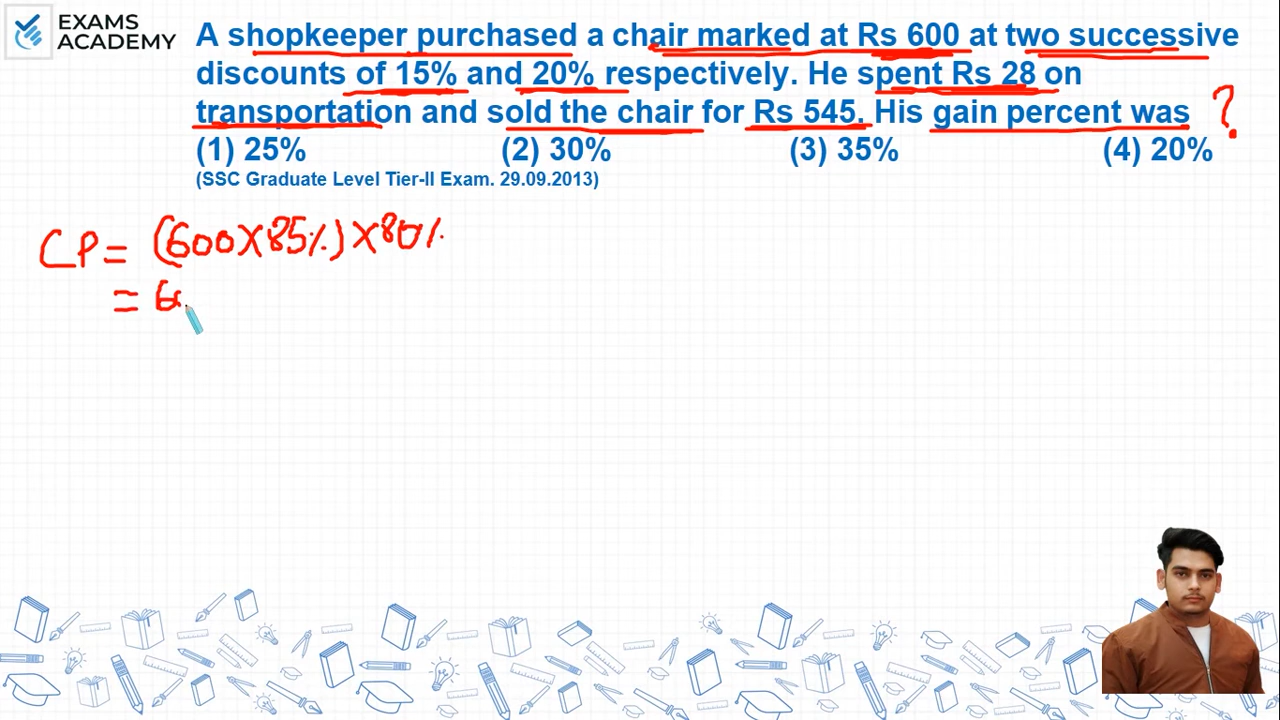 EXAMS
ACADEMY
A shopkeeper purchased a chair marked at Rs 600 at two successive
discounts of 15% and 20% respectively. He spent Rs 28 on
transportation and sold the chair for Rs 545. His gain percent was ?
(1) 25% (2) 30% (3) 35% (4) 20%
(SSC Graduate Level Tier-II Exam. 29.09.2013)
CP = (600×85%)×80%
= 6